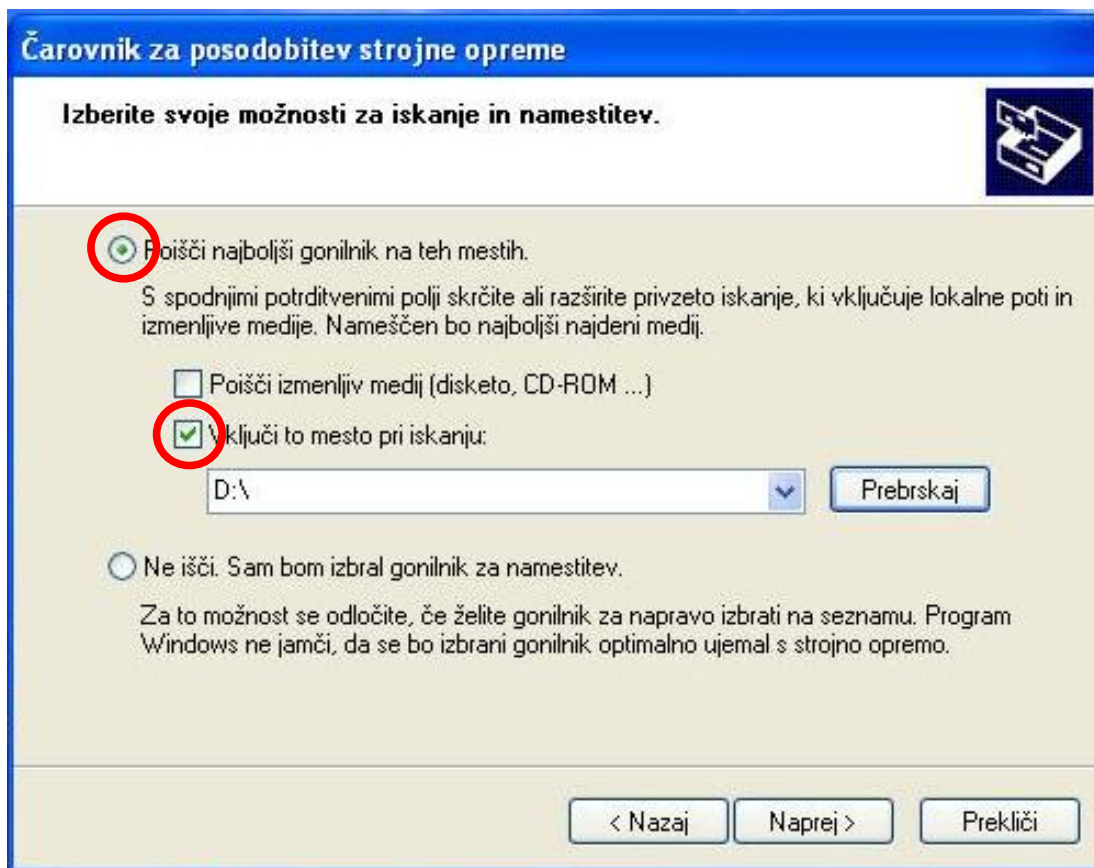 Čarovnik za posodobitev strojne opreme
Izberite svoje možnosti za iskanje in namestitev.
Poišči najboljši gonilnik na teh mestih.
S spodnjimi potrditvenimi polji skrčite ali razširite privzeto iskanje, ki vključuje lokalne poti in
izmenljive medije. Nameščen bo najboljši najdeni medij.
Poišči izmenljiv medij (disketo, CD-ROM ...)
Vključi to mesto pri iskanju:
D:\
Prebrskaj
Ne išči. Sam bom izbral gonilnik za namestitev.
Za to možnost se odločite, če želite gonilnik za napravo izbrati na seznamu. Program
Windows ne jamči, da se bo izbrani gonilnik optimalno ujemal s strojno opremo.
< Nazaj
Naprej >
Prekliči